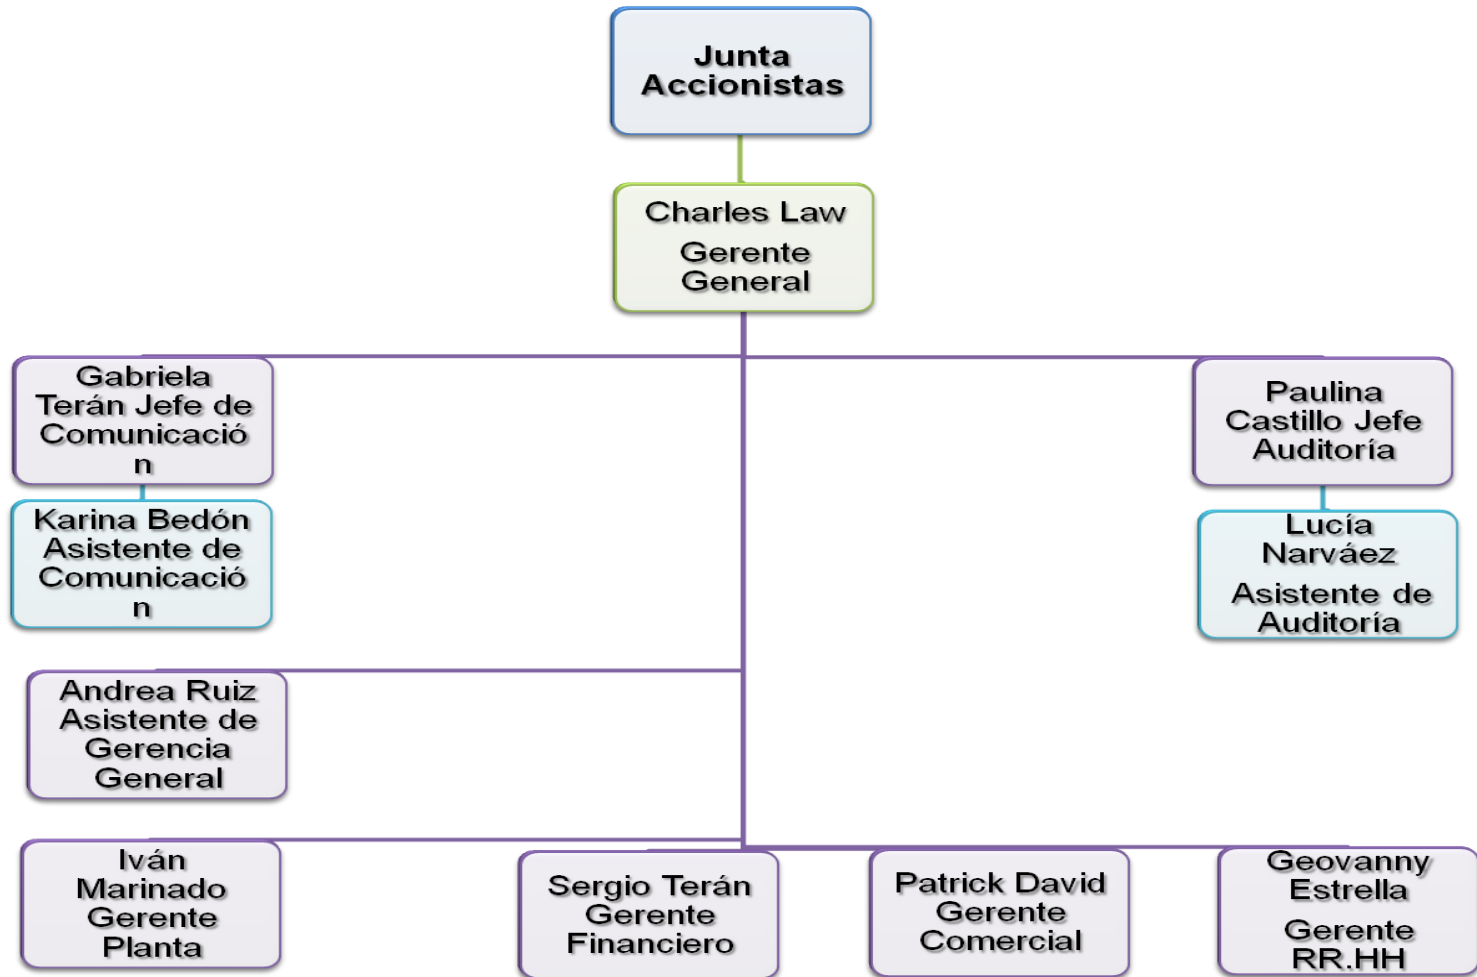 Junta
Accionistas
Charles Law
Gerente
General
Gabriela
Terán Jefe de
Comunicació
n
Paulina
Castillo Jefe
Auditoría
Karina Bedón
Asistente de
Comunicació
n
Lucía
Narváez
Asistente de
Auditoría
Andrea Ruiz
Asistente de
Gerencia
General
Iván
Marinado
Gerente
Planta
Sergio Terán
Gerente
Financiero
Patrick David
Gerente
Comercial
Geovanny
Estrella
Gerente
RR.HH